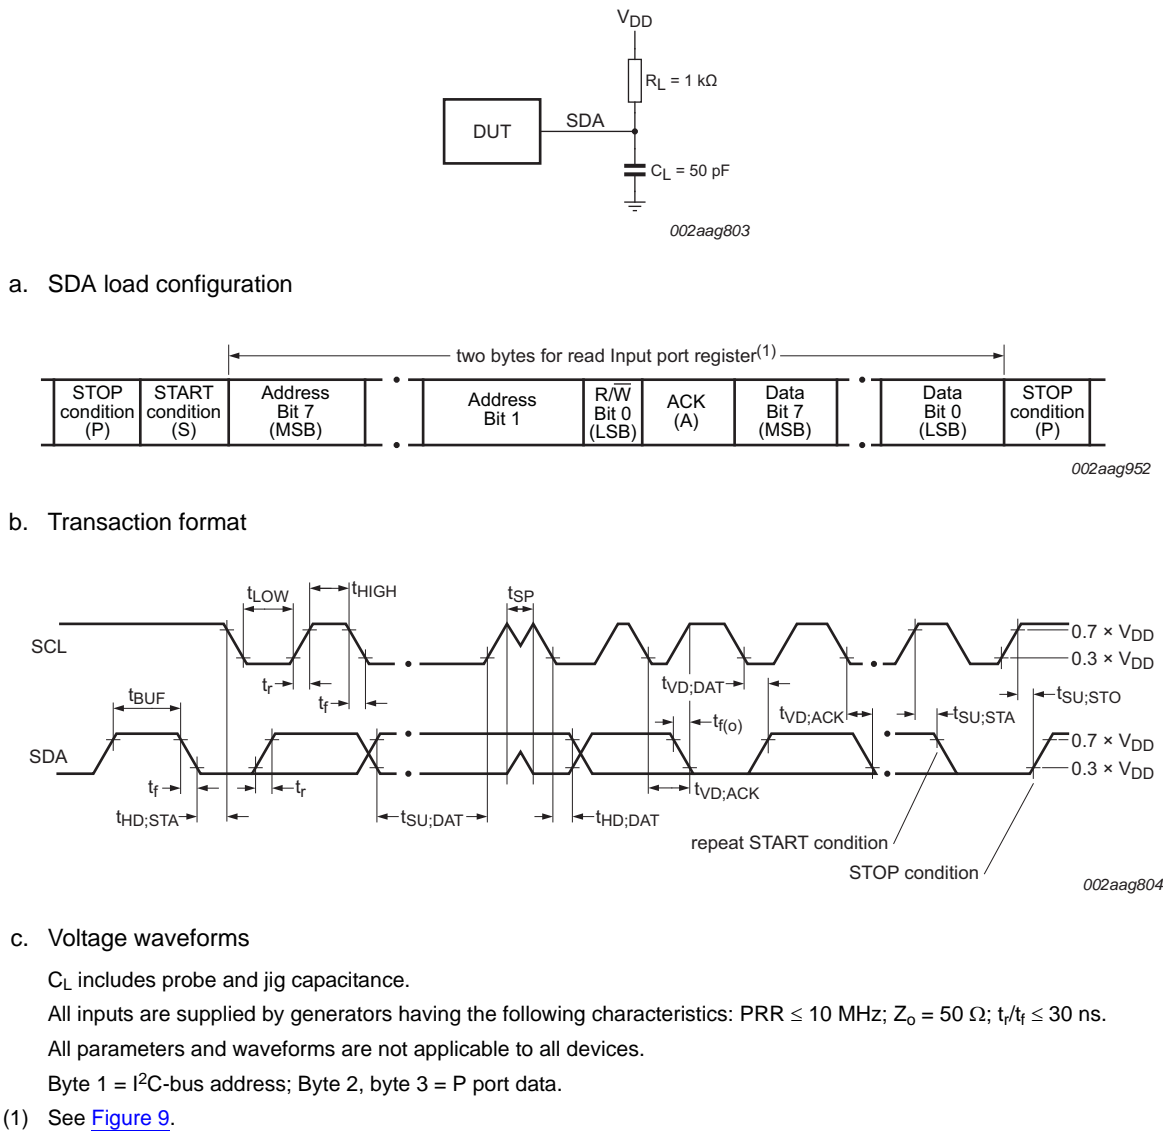 VDD
RL = 1 kΩ
DUT
SDA
CL = 50 pF
002aag803
a. SDA load configuration
two bytes for read Input port register(1)
STOP condition (P)
START condition (S)
Address Bit 7 (MSB)
Address Bit 1
R/W̅ Bit 0 (LSB)
ACK (A)
Data Bit 7 (MSB)
Data Bit 0 (LSB)
STOP condition (P)
002aag952
b. Transaction format
tLOW
tHIGH
tSP
SCL
0.7 × VDD
0.3 × VDD
tr
tf
tVD;DAT
tSU;STO
tBUF
tf(o)
tVD;ACK
tSU;STA
SDA
0.7 × VDD
0.3 × VDD
tf
tr
tVD;ACK
tHD;STA
tSU;DAT
tHD;DAT
repeat START condition
STOP condition
002aag804
c. Voltage waveforms
CL includes probe and jig capacitance.
All inputs are supplied by generators having the following characteristics: PRR ≤ 10 MHz; Zo = 50 Ω; tr/tf ≤ 30 ns.
All parameters and waveforms are not applicable to all devices.
Byte 1 = I²C-bus address; Byte 2, byte 3 = P port data.
(1) See Figure 9.